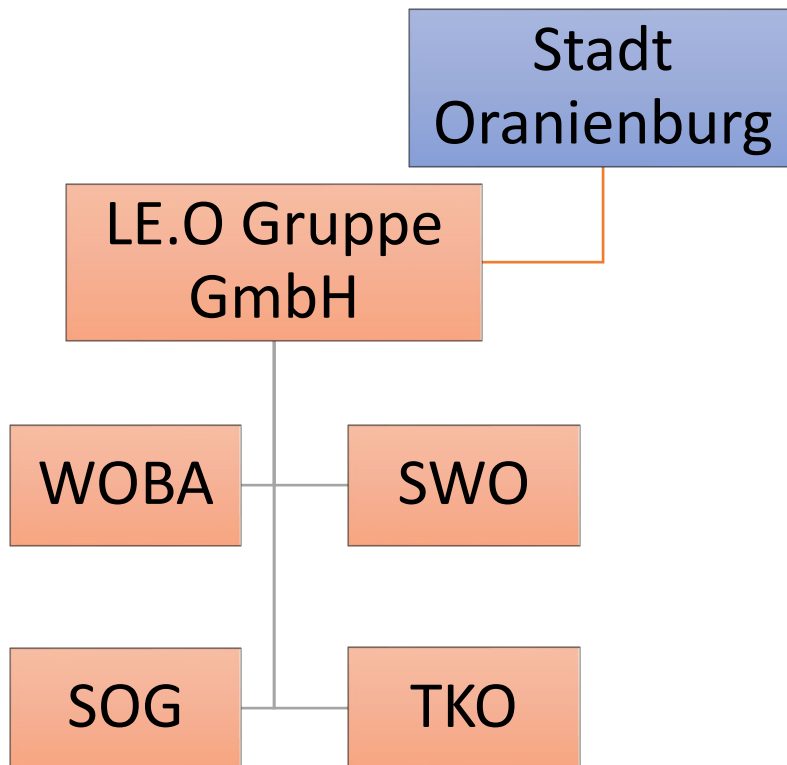 Stadt
Oranienburg
LE.O Gruppe
GmbH
WOBA
SWO
SOG
TKO